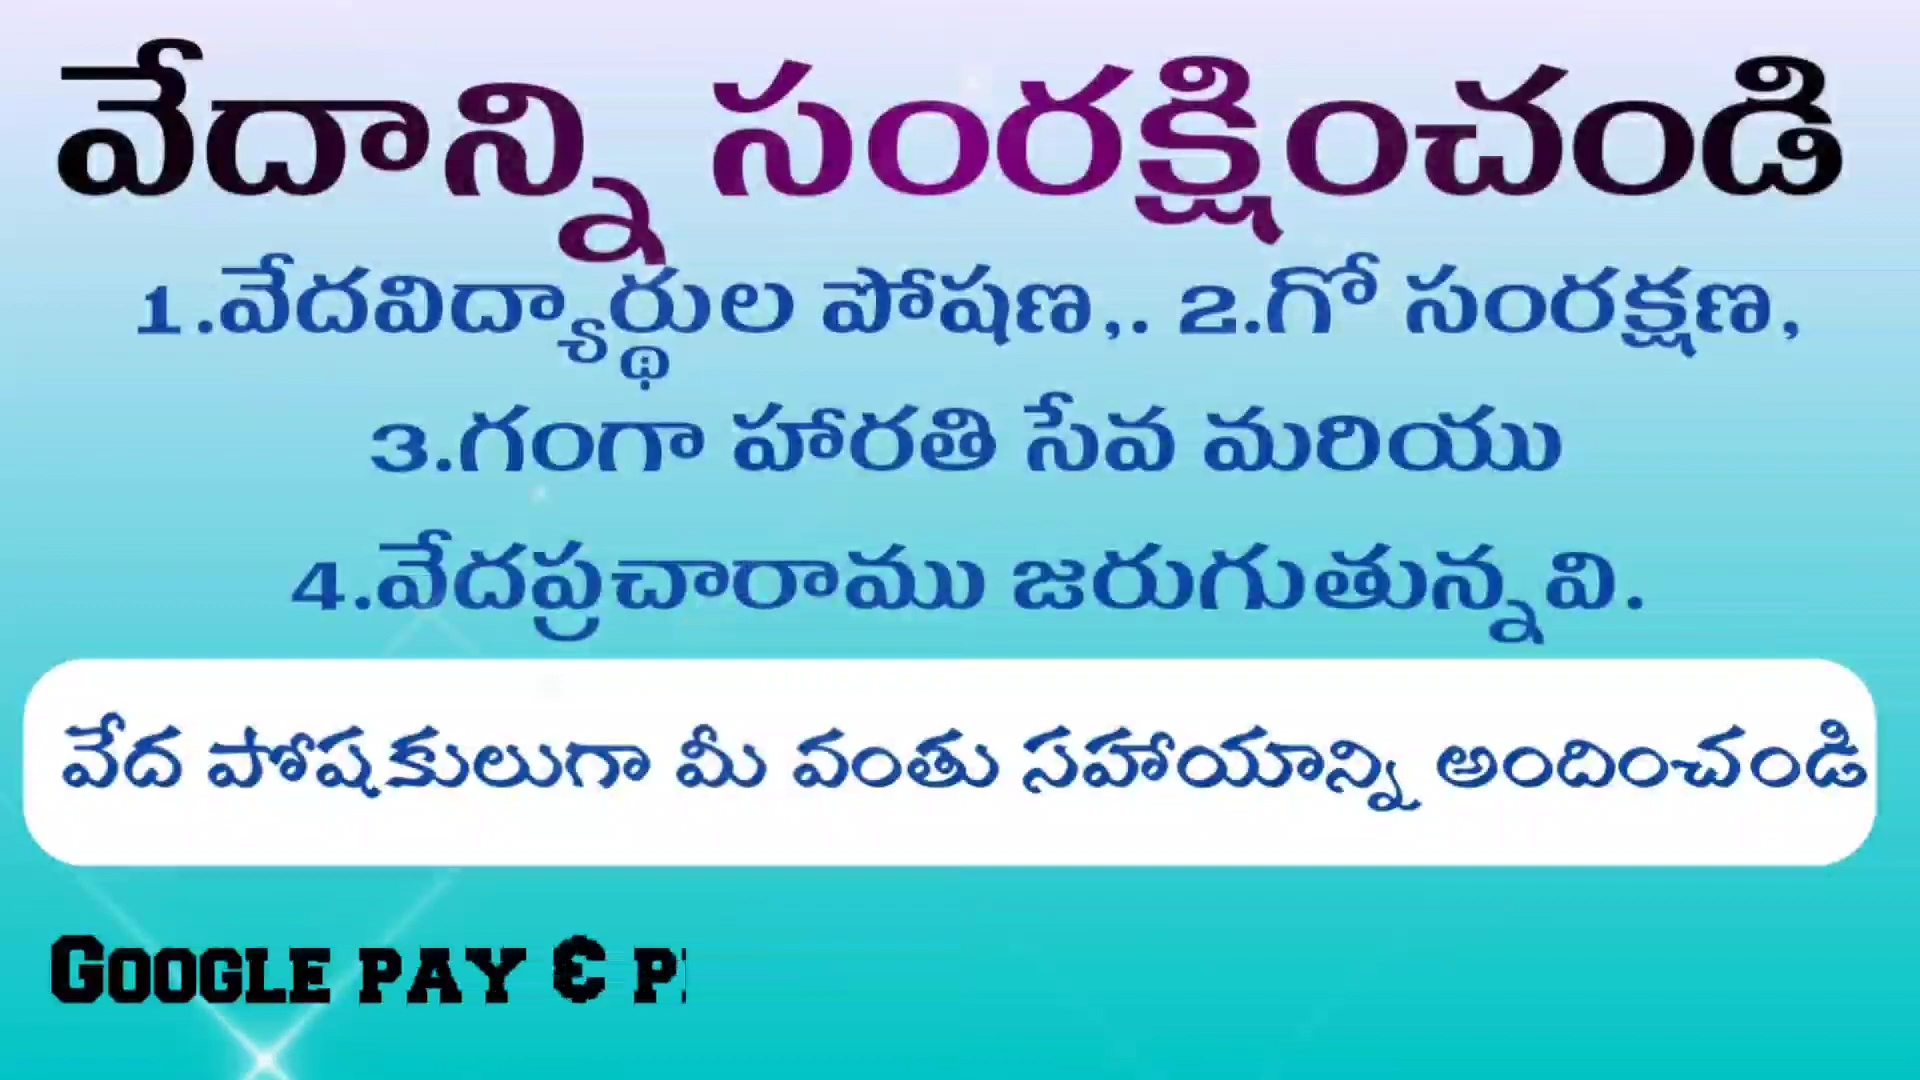 వేదాన్ని సంరక్షించండి
1.వేదవిద్యార్థుల పోషణ,. 2.గో సంరక్షణ,
3.గంగా హారతి సేవ మరియు
4.వేదప్రచారాము జరుగుతున్నవి.
వేద పోషకులుగా మీ వంతు సహాయాన్ని అందించండి
GOOGLE PAY &